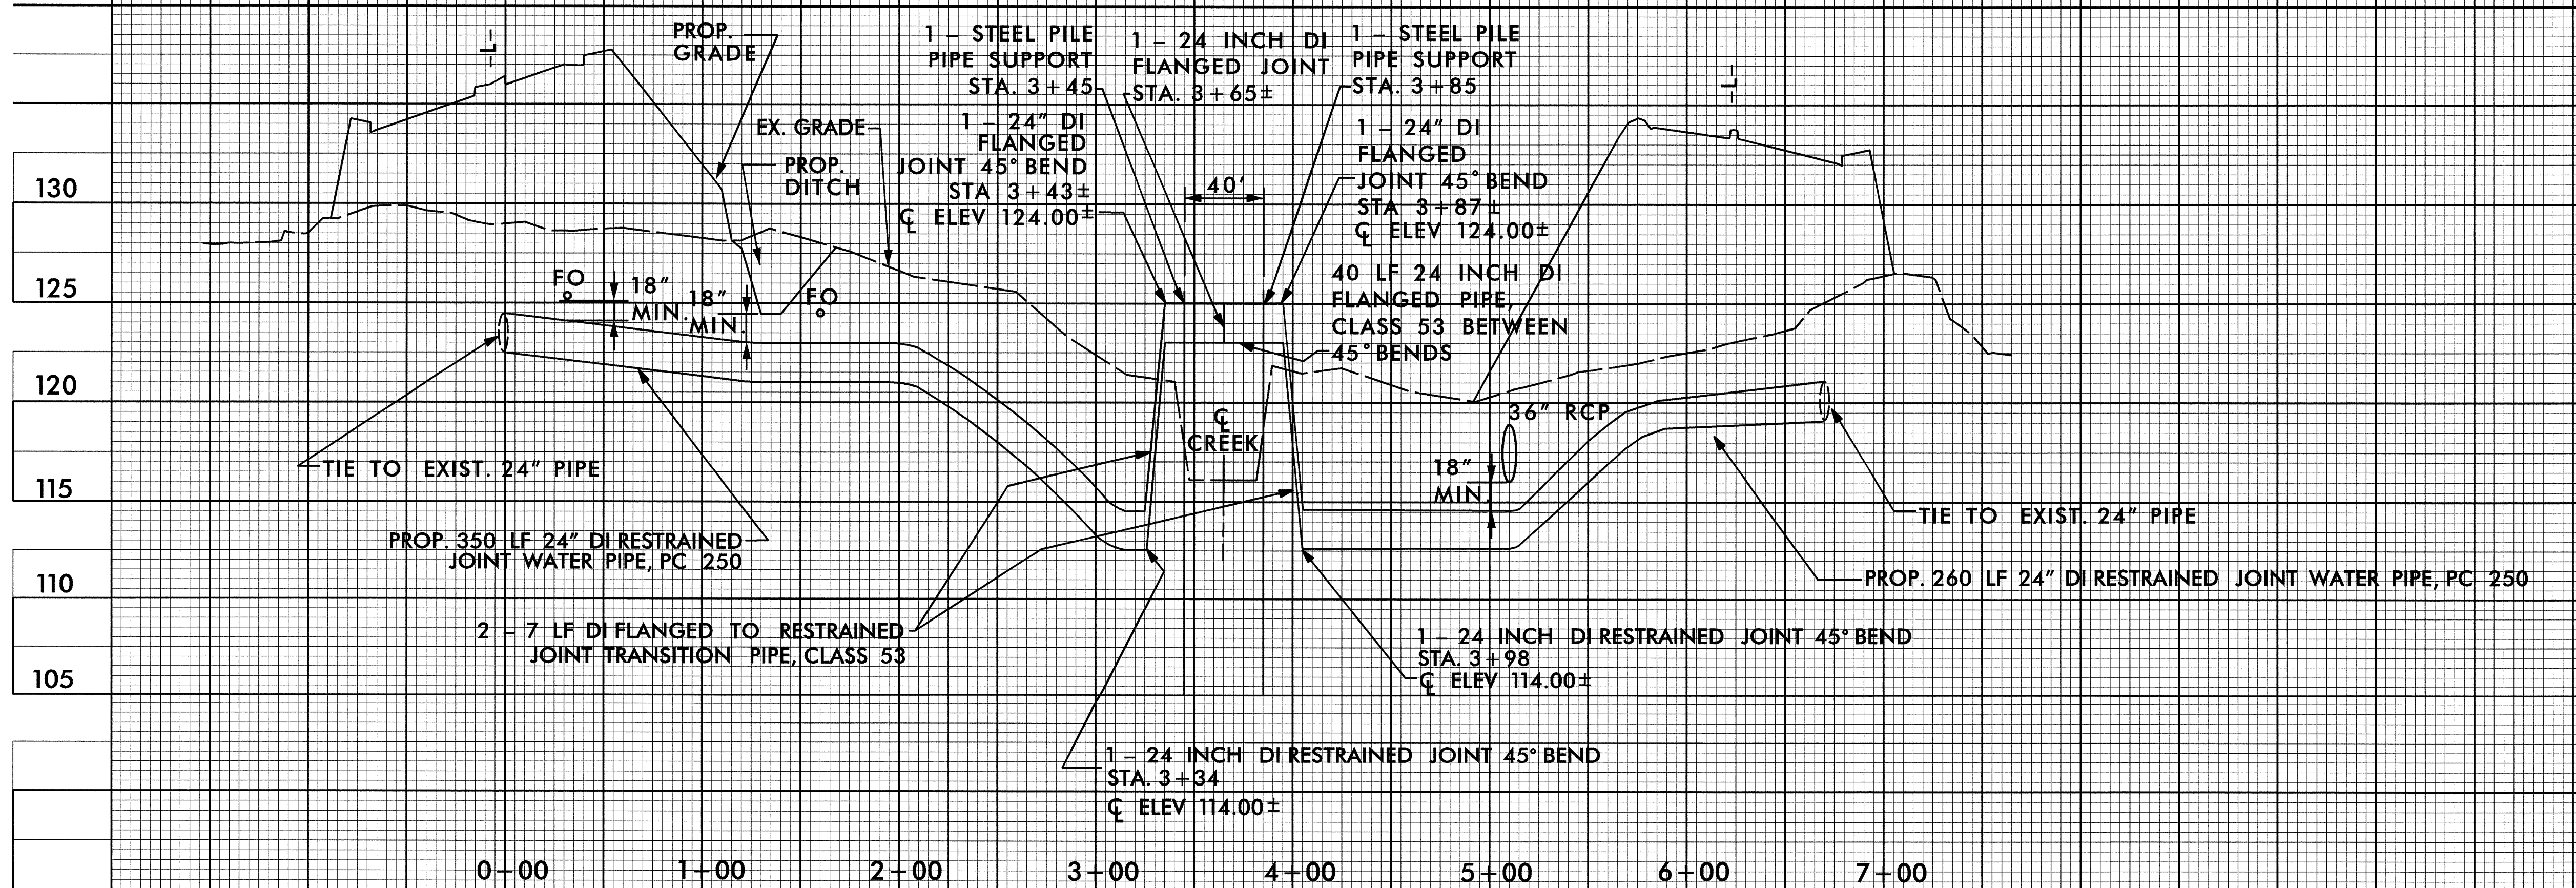 -L-
PROP.
GRADE
1 - STEEL PILE
PIPE SUPPORT
STA. 3+45
1 - 24 INCH DI
FLANGED JOINT
STA. 3+65±
1 - STEEL PILE
PIPE SUPPORT
STA. 3+85
-L-
EX. GRADE
PROP.
DITCH
1 - 24" DI
FLANGED
JOINT 45° BEND
STA 3+43±
℄ ELEV 124.00±
40'
1 - 24" DI
FLANGED
JOINT 45° BEND
STA 3+87±
℄ ELEV 124.00±
130
125
120
115
110
105
FO
18"
MIN.
18"
MIN.
FO
40 LF 24 INCH DI
FLANGED PIPE,
CLASS 53 BETWEEN
45° BENDS
℄
CREEK
36" RCP
18"
MIN.
TIE TO EXIST. 24" PIPE
TIE TO EXIST. 24" PIPE
PROP. 350 LF 24" DI RESTRAINED
JOINT WATER PIPE, PC 250
PROP. 260 LF 24" DI RESTRAINED JOINT WATER PIPE, PC 250
2 - 7 LF DI FLANGED TO RESTRAINED
JOINT TRANSITION PIPE, CLASS 53
1 - 24 INCH DI RESTRAINED JOINT 45° BEND
STA. 3+98
℄ ELEV 114.00±
1 - 24 INCH DI RESTRAINED JOINT 45° BEND
STA. 3+34
℄ ELEV 114.00±
0+00 1+00 2+00 3+00 4+00 5+00 6+00 7+00